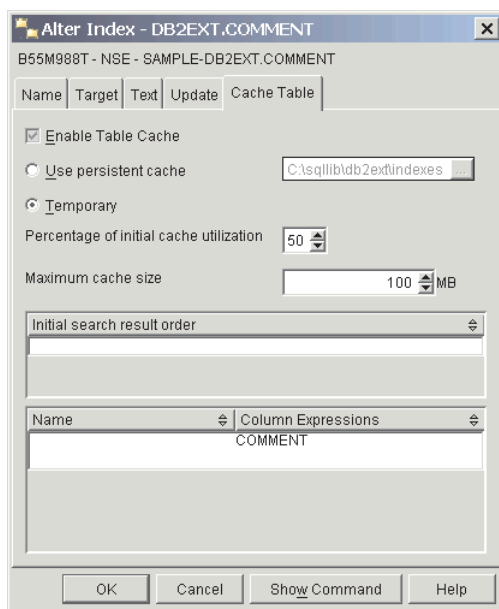 Alter Index - DB2EXT.COMMENT
B55M988T - NSE - SAMPLE-DB2EXT.COMMENT
Name Target Text Update Cache Table
Enable Table Cache
Use persistent cache C:\sqllib\db2ext\indexes ...
Temporary
Percentage of initial cache utilization 50
Maximum cache size 100 MB
Initial search result order
Name Column Expressions
COMMENT
OK Cancel Show Command Help